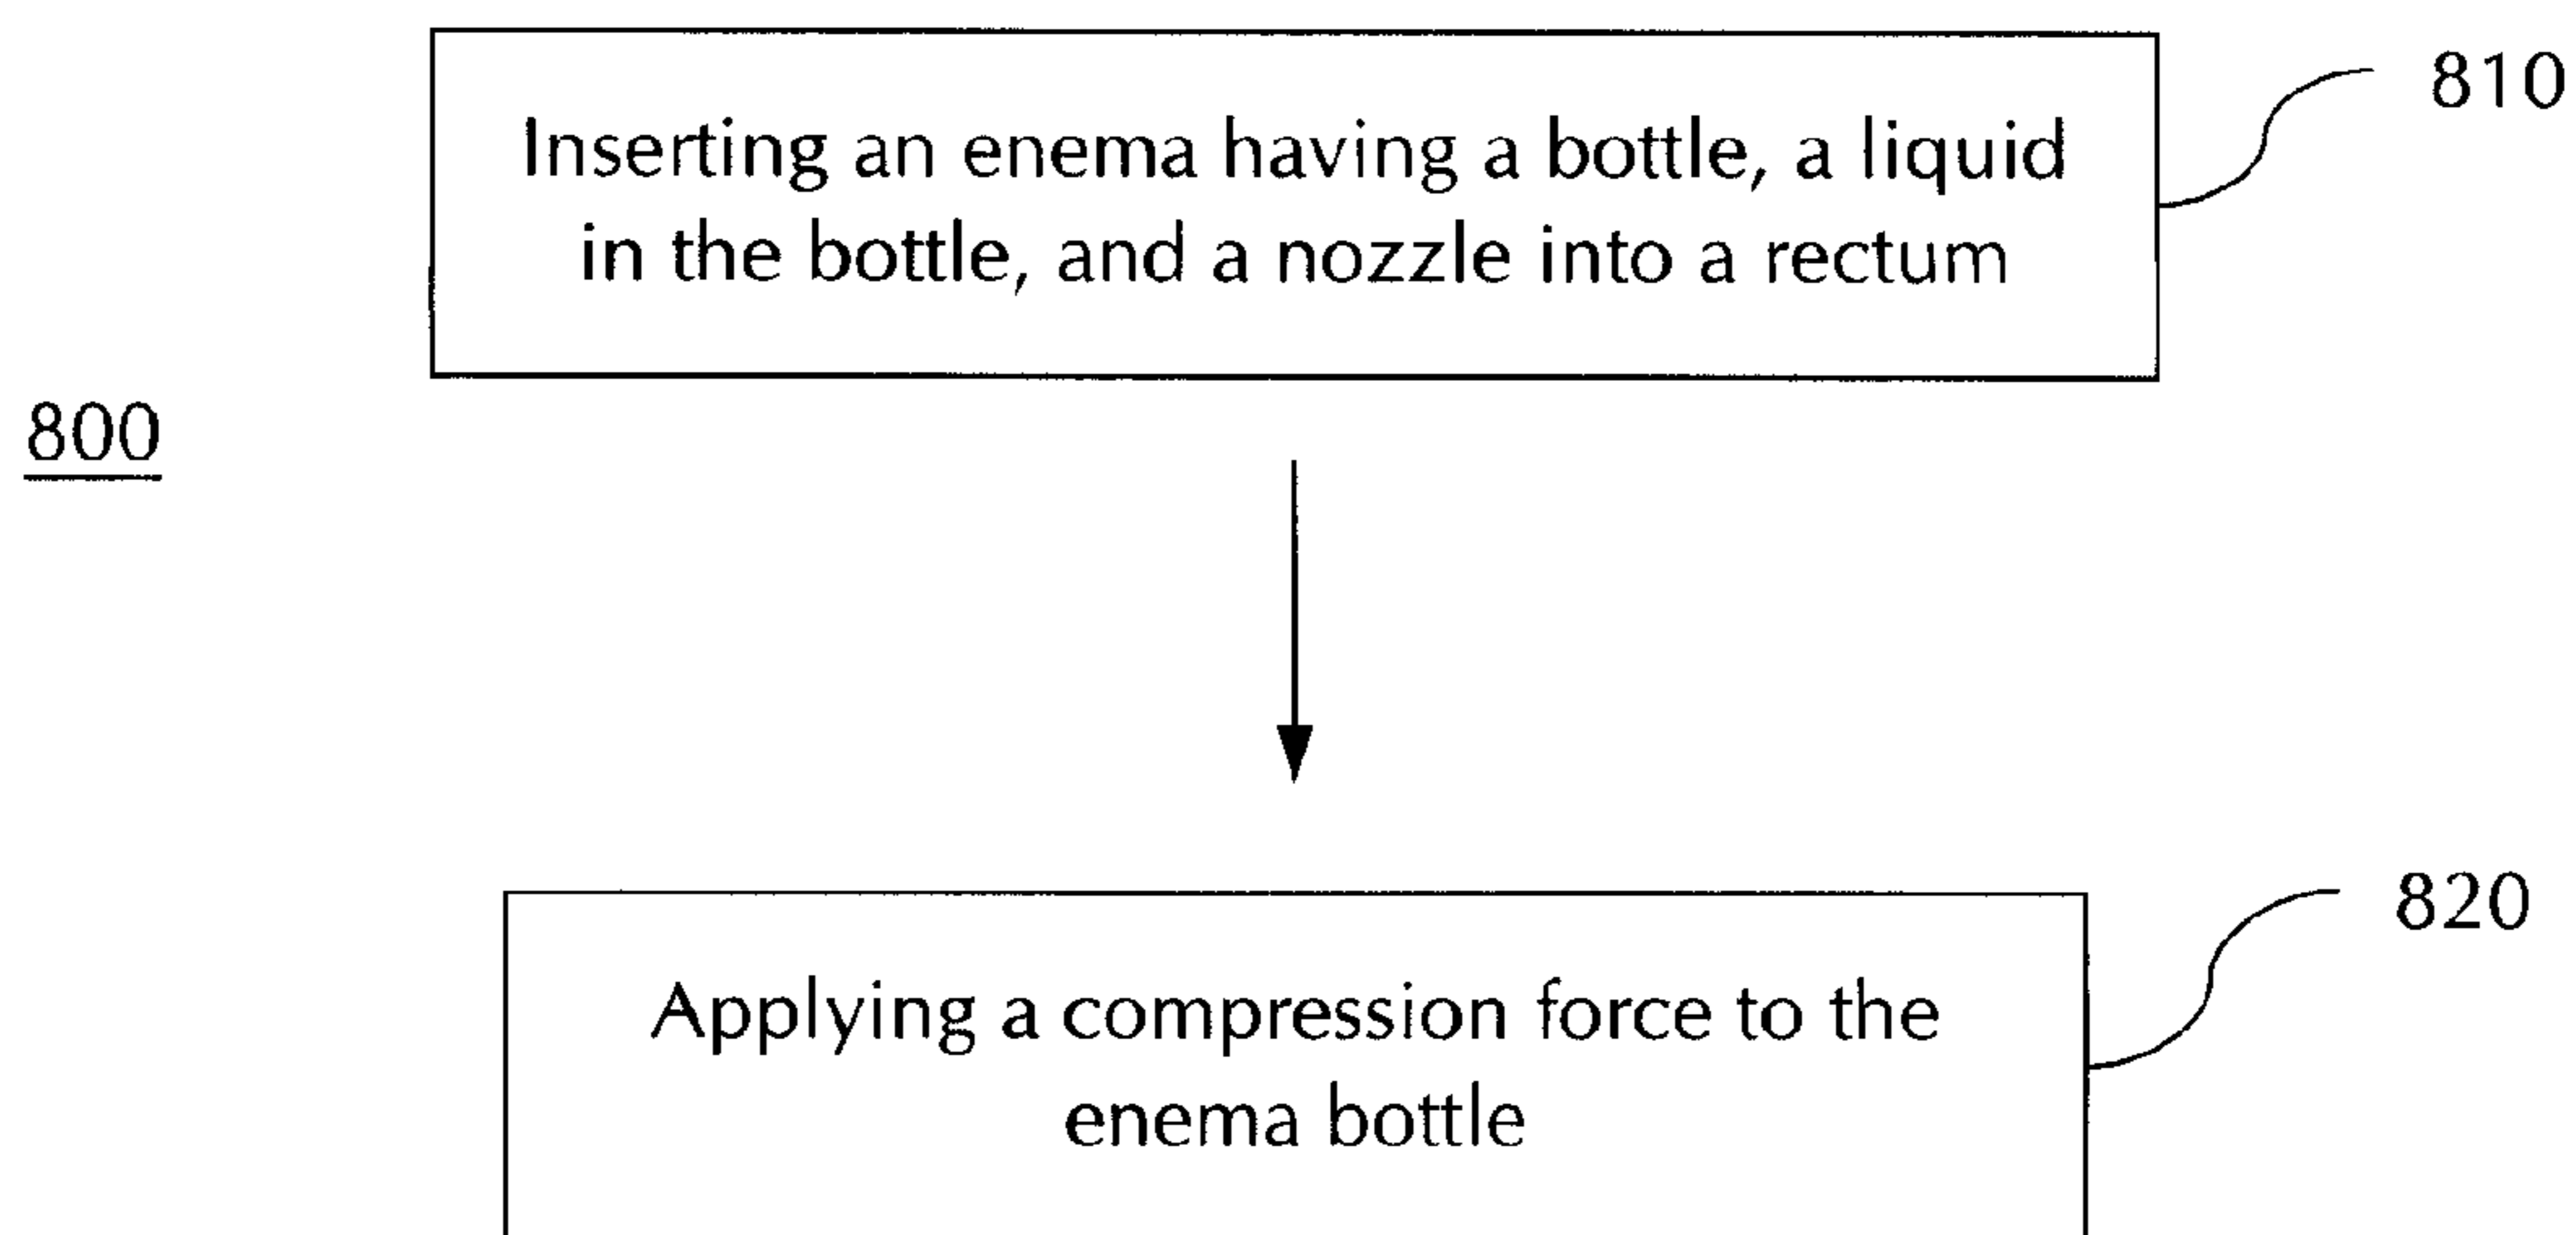 810
Inserting an enema having a bottle, a liquid
in the bottle, and a nozzle into a rectum
800
820
Applying a compression force to the
enema bottle